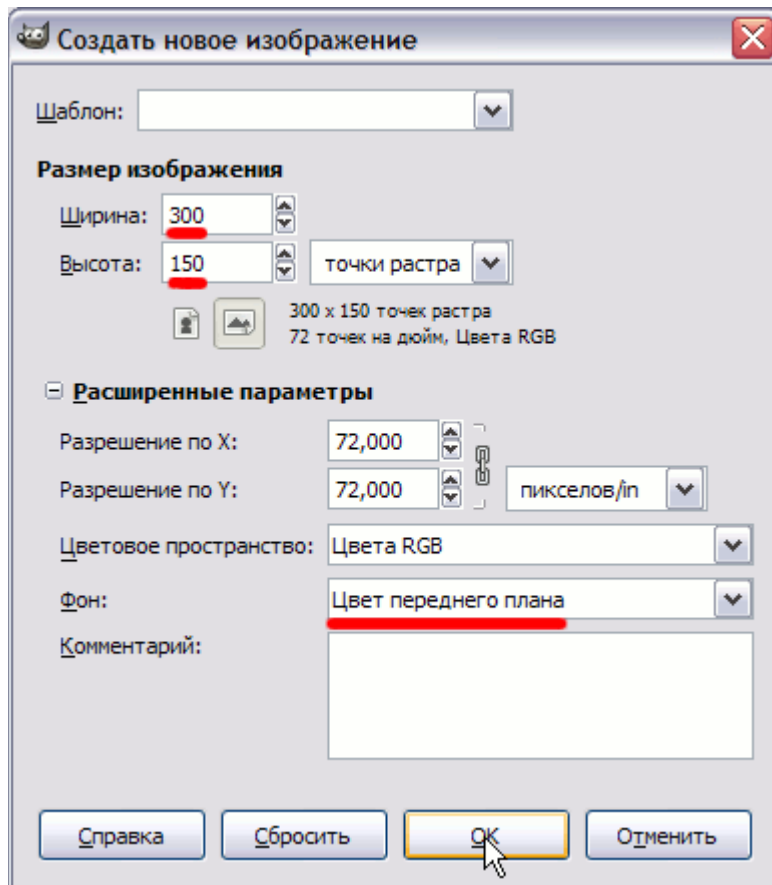 Создать новое изображение
Шаблон:
Размер изображения
Ширина: 300
Высота: 150 точки растра
300 x 150 точек растра
72 точек на дюйм, Цвета RGB
Расширенные параметры
Разрешение по X: 72,000
Разрешение по Y: 72,000 пикселов/in
Цветовое пространство: Цвета RGB
Фон: Цвет переднего плана
Комментарий:
Справка Сбросить OK Отменить